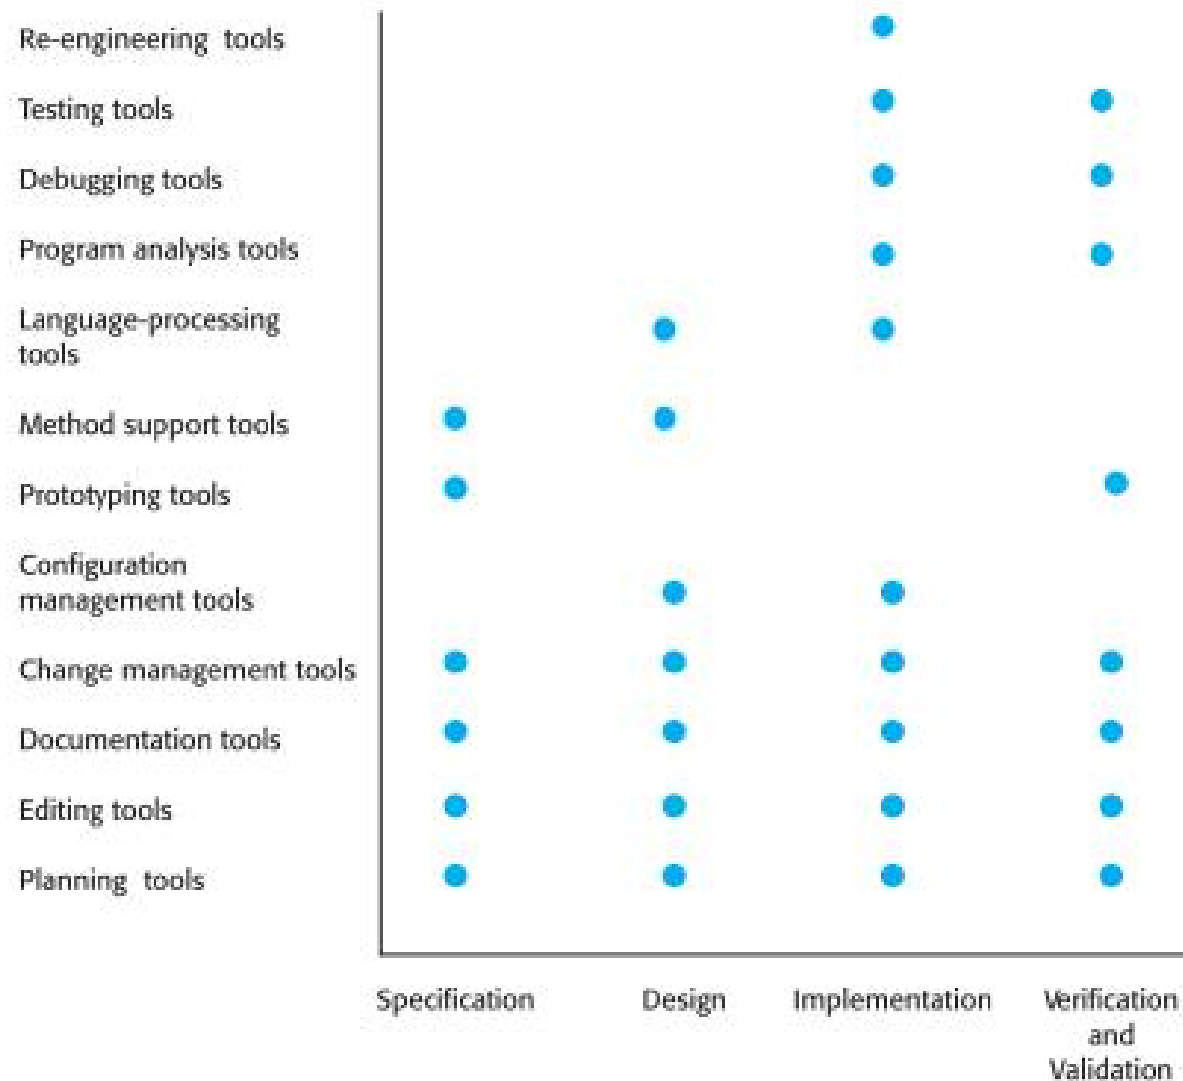 Re-engineering tools
Testing tools
Debugging tools
Program analysis tools
Language-processing
tools
Method support tools
Prototyping tools
Configuration
management tools
Change management tools
Documentation tools
Editing tools
Planning tools
Specification
Design
Implementation
Verification
and
Validation